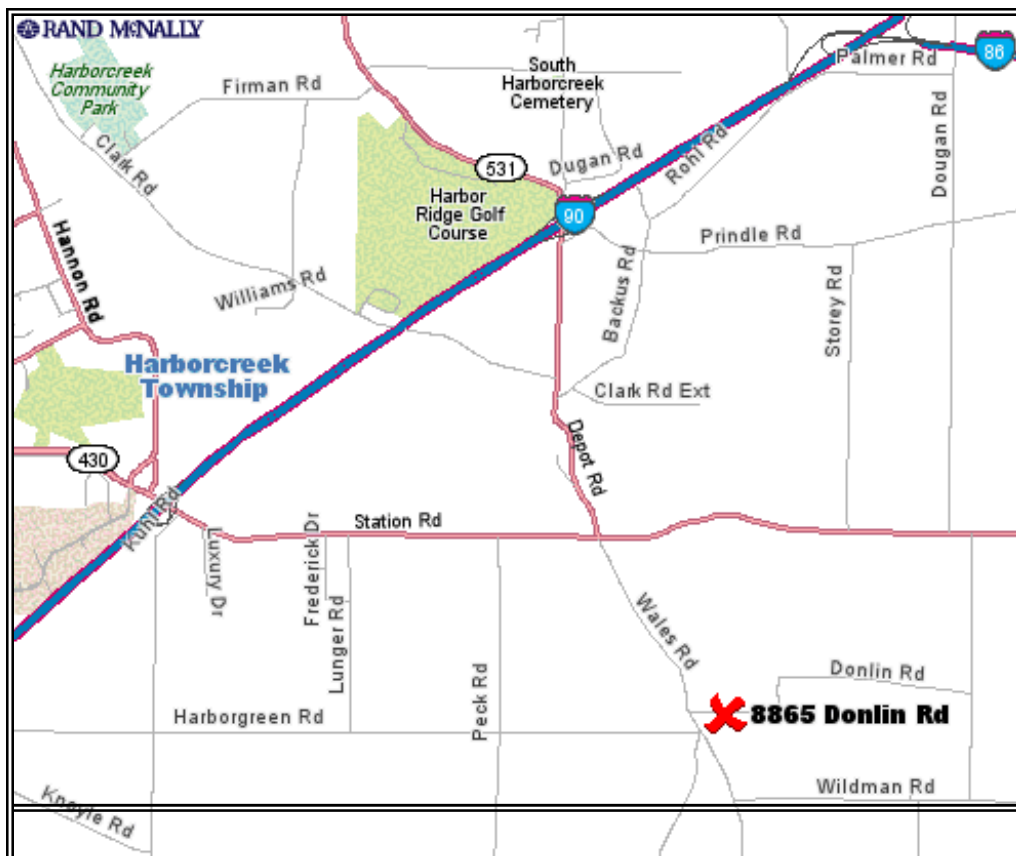 RAND MCNALLY
Harborcreek
Community
Park
Firman Rd
South
Harborcreek
Cemetery
Palmer Rd
86
Clark Rd
531
Dugan Rd
Rohl Rd
Dougan Rd
Harbor
Ridge Golf
Course
90
Hannon Rd
Williams Rd
Backus Rd
Prindle Rd
Storey Rd
Harborcreek
Township
Clark Rd Ext
430
Depot Rd
Kuhl Rd
Luxury Dr
Frederick Dr
Station Rd
Lunger Rd
Wales Rd
Peck Rd
Donlin Rd
Harborgreen Rd
8865 Donlin Rd
Wildman Rd
Knoyle Rd